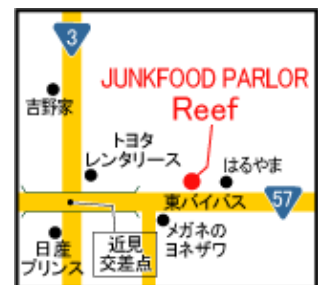 3
JUNKFOOD PARLOR
Reef
吉野家
トヨタ
レンタリース
はるやま
東バイパス
57
メガネの
ヨネザワ
近見
交差点
日産
プリンス